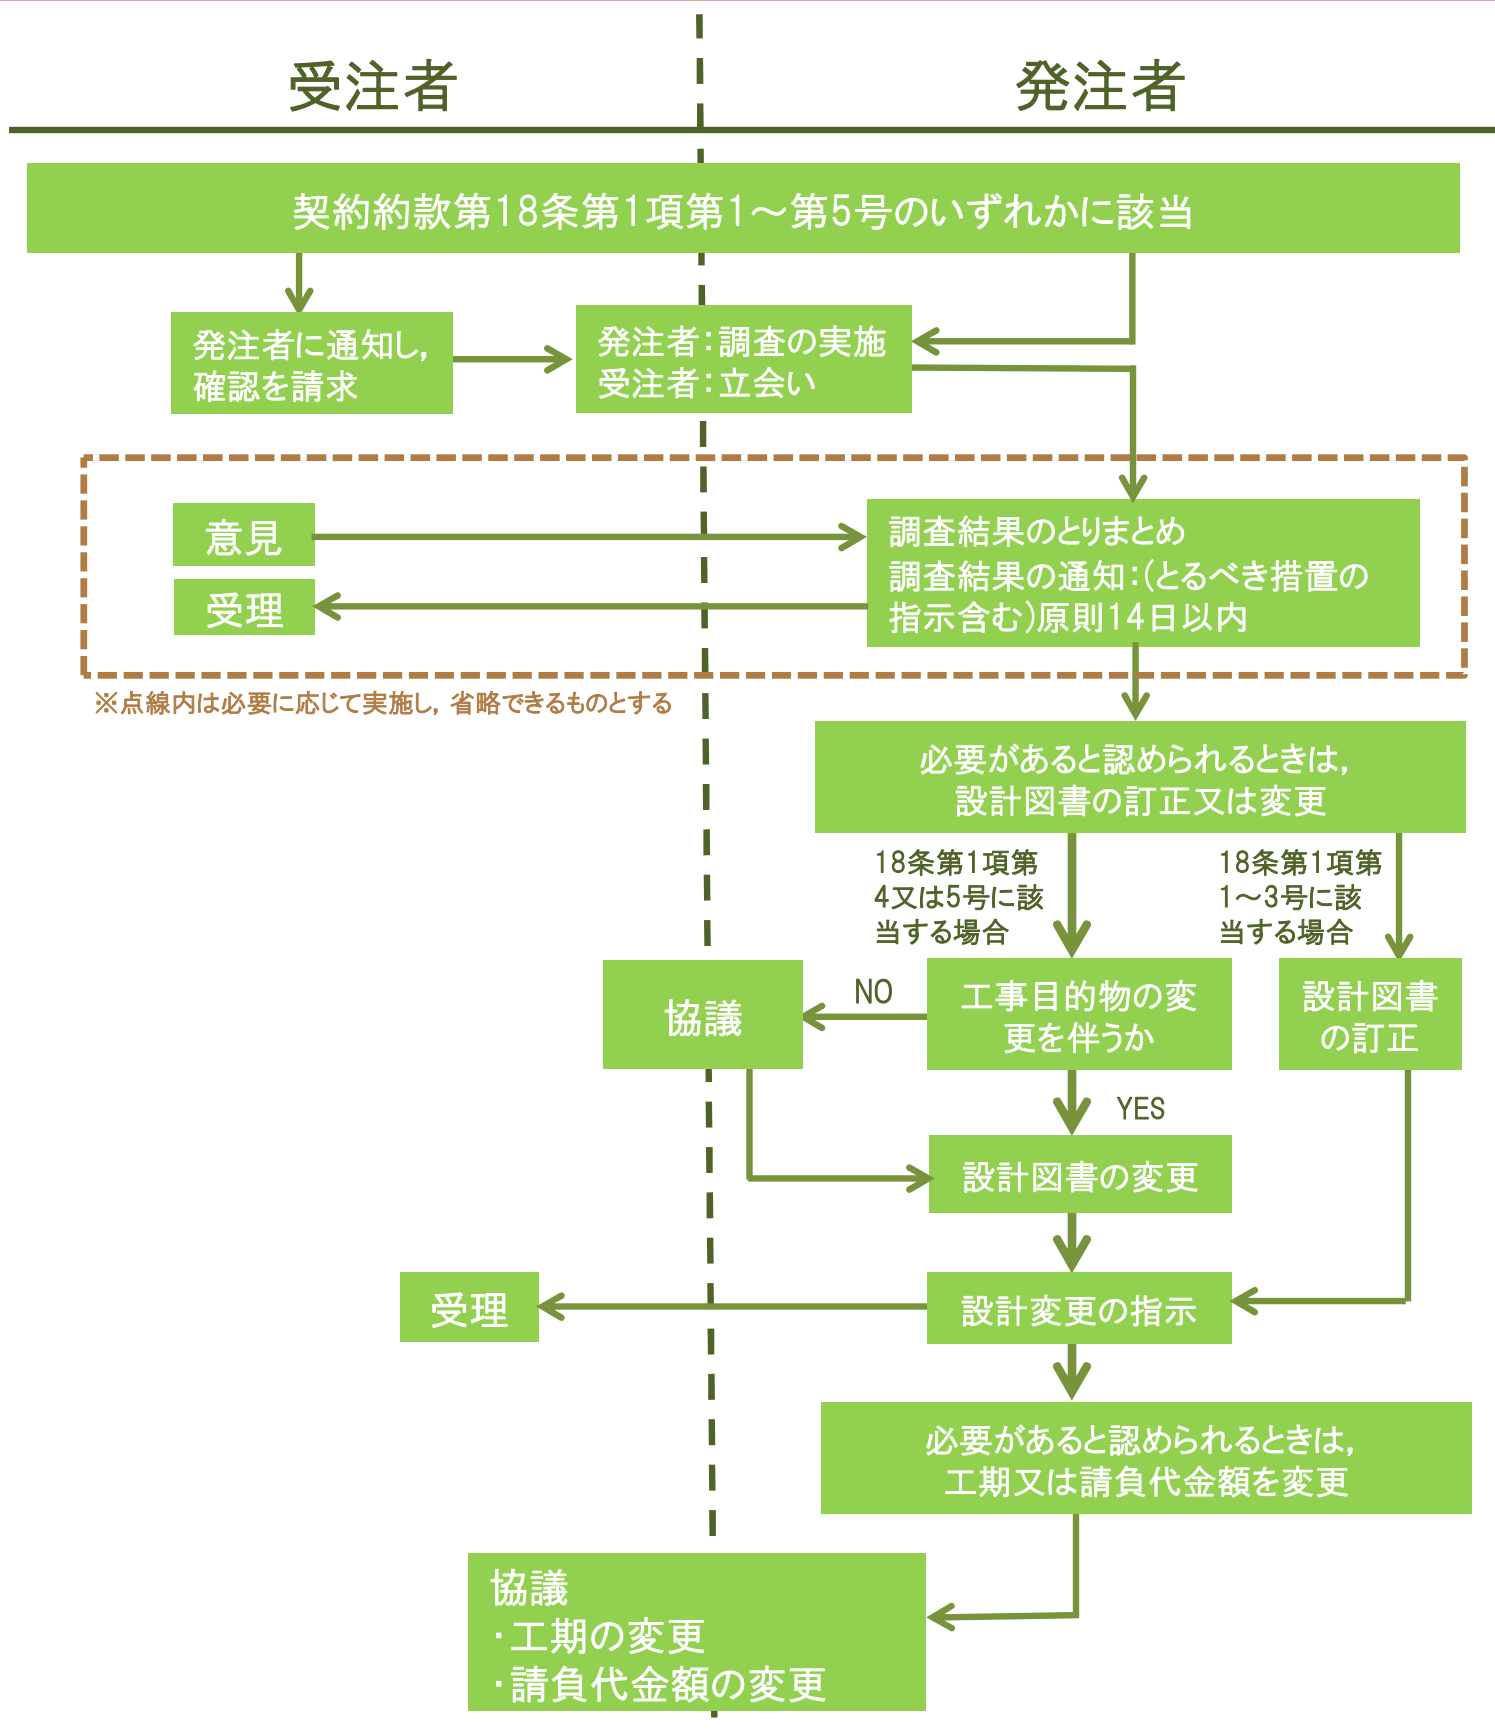 受注者
発注者
契約約款第18条第1項第1～第5号のいずれかに該当
発注者に通知し，
確認を請求
発注者：調査の実施
受注者：立会い
意見
受理
調査結果のとりまとめ
調査結果の通知：（とるべき措置の
指示含む）原則14日以内
※点線内は必要に応じて実施し，省略できるものとする
必要があると認められるときは，
設計図書の訂正又は変更
18条第1項第
4又は5号に該
当する場合
18条第1項第
1～3号に該
当する場合
協議
NO
工事目的物の変
更を伴うか
設計図書
の訂正
YES
設計図書の変更
受理
設計変更の指示
必要があると認められるときは，
工期又は請負代金額を変更
協議
・工期の変更
・請負代金額の変更